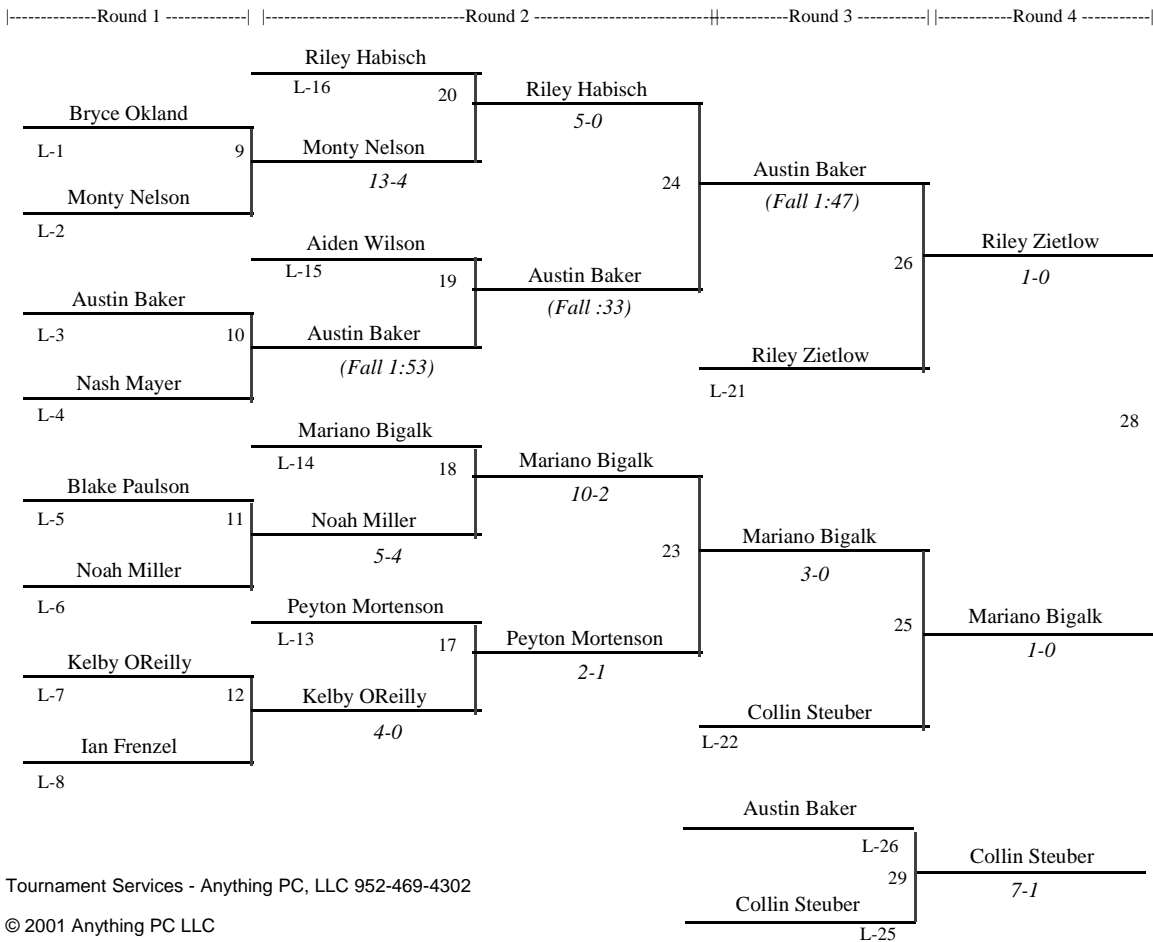 |-------------Round 1 -------------| |-----------------------------Round 2 -------------------------||-----------Round 3 -----------| |------------Round 4 -----------|
Riley Habisch
L-16
20
Riley Habisch
5-0
Bryce Okland
L-1
9
Monty Nelson
13-4
Monty Nelson
L-2
24
Austin Baker
(Fall 1:47)
Aiden Wilson
L-15
19
Austin Baker
(Fall :33)
26
Riley Zietlow
1-0
Austin Baker
L-3
10
Austin Baker
(Fall 1:53)
Nash Mayer
L-4
Riley Zietlow
L-21
28
Mariano Bigalk
L-14
18
Mariano Bigalk
10-2
Blake Paulson
L-5
11
Noah Miller
5-4
Noah Miller
L-6
23
Mariano Bigalk
3-0
Peyton Mortenson
L-13
17
Peyton Mortenson
2-1
25
Mariano Bigalk
1-0
Kelby OReilly
L-7
12
Kelby OReilly
4-0
Ian Frenzel
L-8
Collin Steuber
L-22
Austin Baker
L-26
29
Collin Steuber
7-1
Collin Steuber
L-25
Tournament Services - Anything PC, LLC 952-469-4302
© 2001 Anything PC LLC